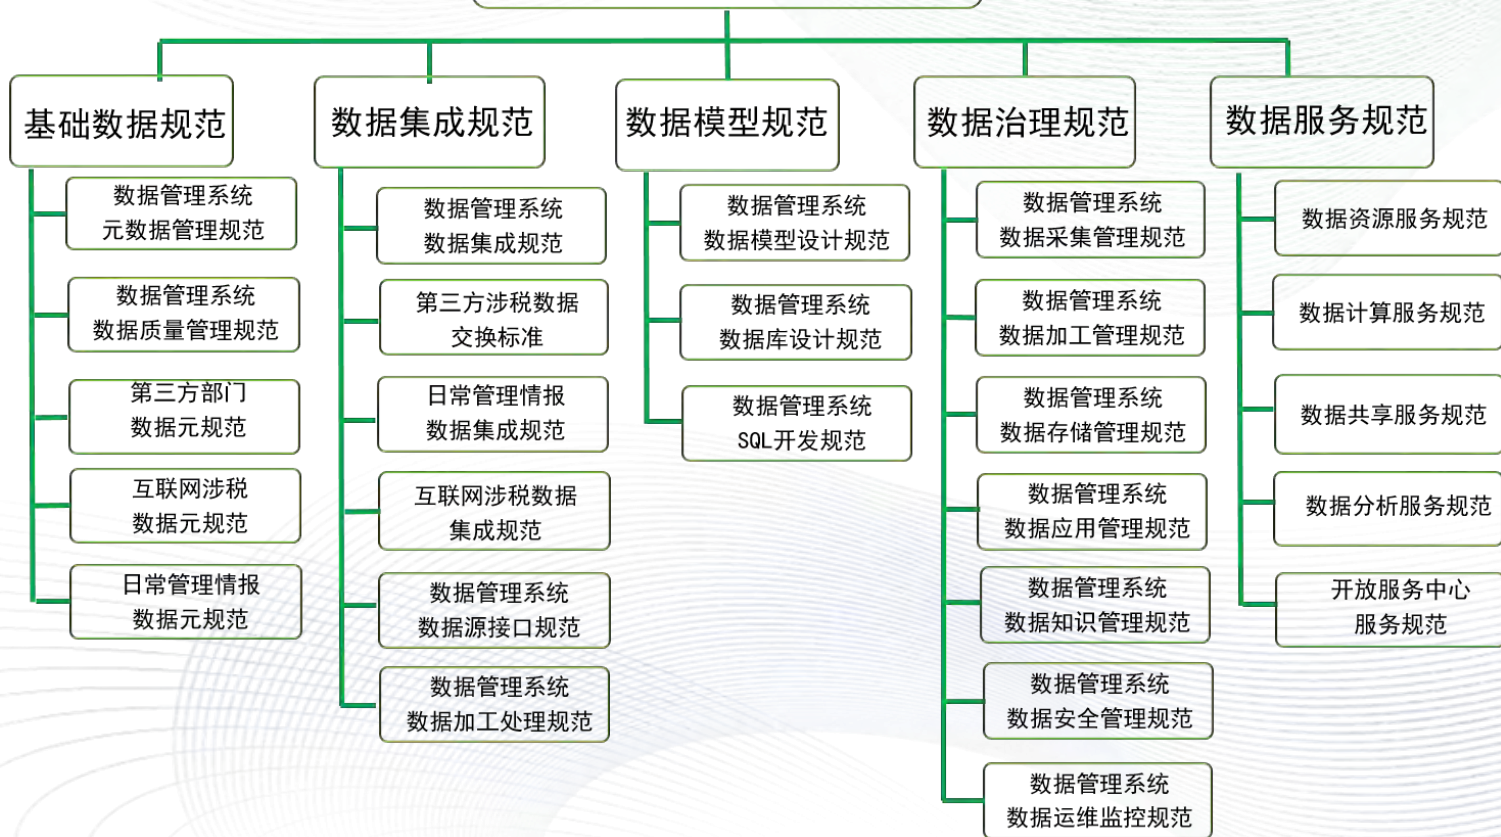 基础数据规范
数据管理系统
元数据管理规范
数据管理系统
数据质量管理规范
第三方部门
数据元规范
互联网涉税
数据元规范
日常管理情报
数据元规范
数据集成规范
数据管理系统
数据集成规范
第三方涉税数据
交换标准
日常管理情报
数据集成规范
互联网涉税数据
集成规范
数据管理系统
数据源接口规范
数据管理系统
数据加工处理规范
数据模型规范
数据管理系统
数据模型设计规范
数据管理系统
数据库设计规范
数据管理系统
SQL开发规范
数据治理规范
数据管理系统
数据采集管理规范
数据管理系统
数据加工管理规范
数据管理系统
数据存储管理规范
数据管理系统
数据应用管理规范
数据管理系统
数据知识管理规范
数据管理系统
数据安全管理规范
数据管理系统
数据运维监控规范
数据服务规范
数据资源服务规范
数据计算服务规范
数据共享服务规范
数据分析服务规范
开放服务中心
服务规范